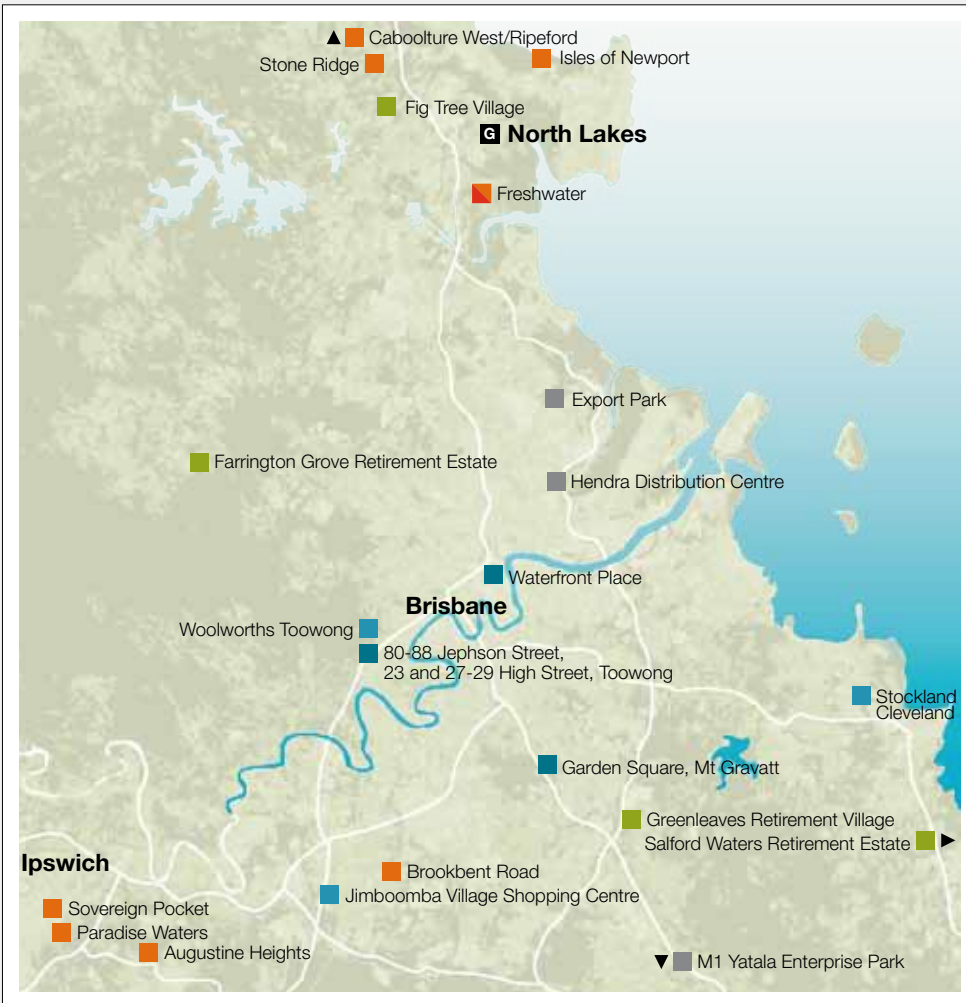 ▲ Caboolture West/Ripeford
Stone Ridge
Isles of Newport
Fig Tree Village
G North Lakes
Freshwater
Export Park
Farrington Grove Retirement Estate
Hendra Distribution Centre
Waterfront Place
Brisbane
Woolworths Toowong
80-88 Jephson Street,
23 and 27-29 High Street, Toowong
Stockland
Cleveland
Garden Square, Mt Gravatt
Greenleaves Retirement Village
Salford Waters Retirement Estate ►
Ipswich
Brookbent Road
Jimboomba Village Shopping Centre
Sovereign Pocket
Paradise Waters
Augustine Heights
▼ M1 Yatala Enterprise Park